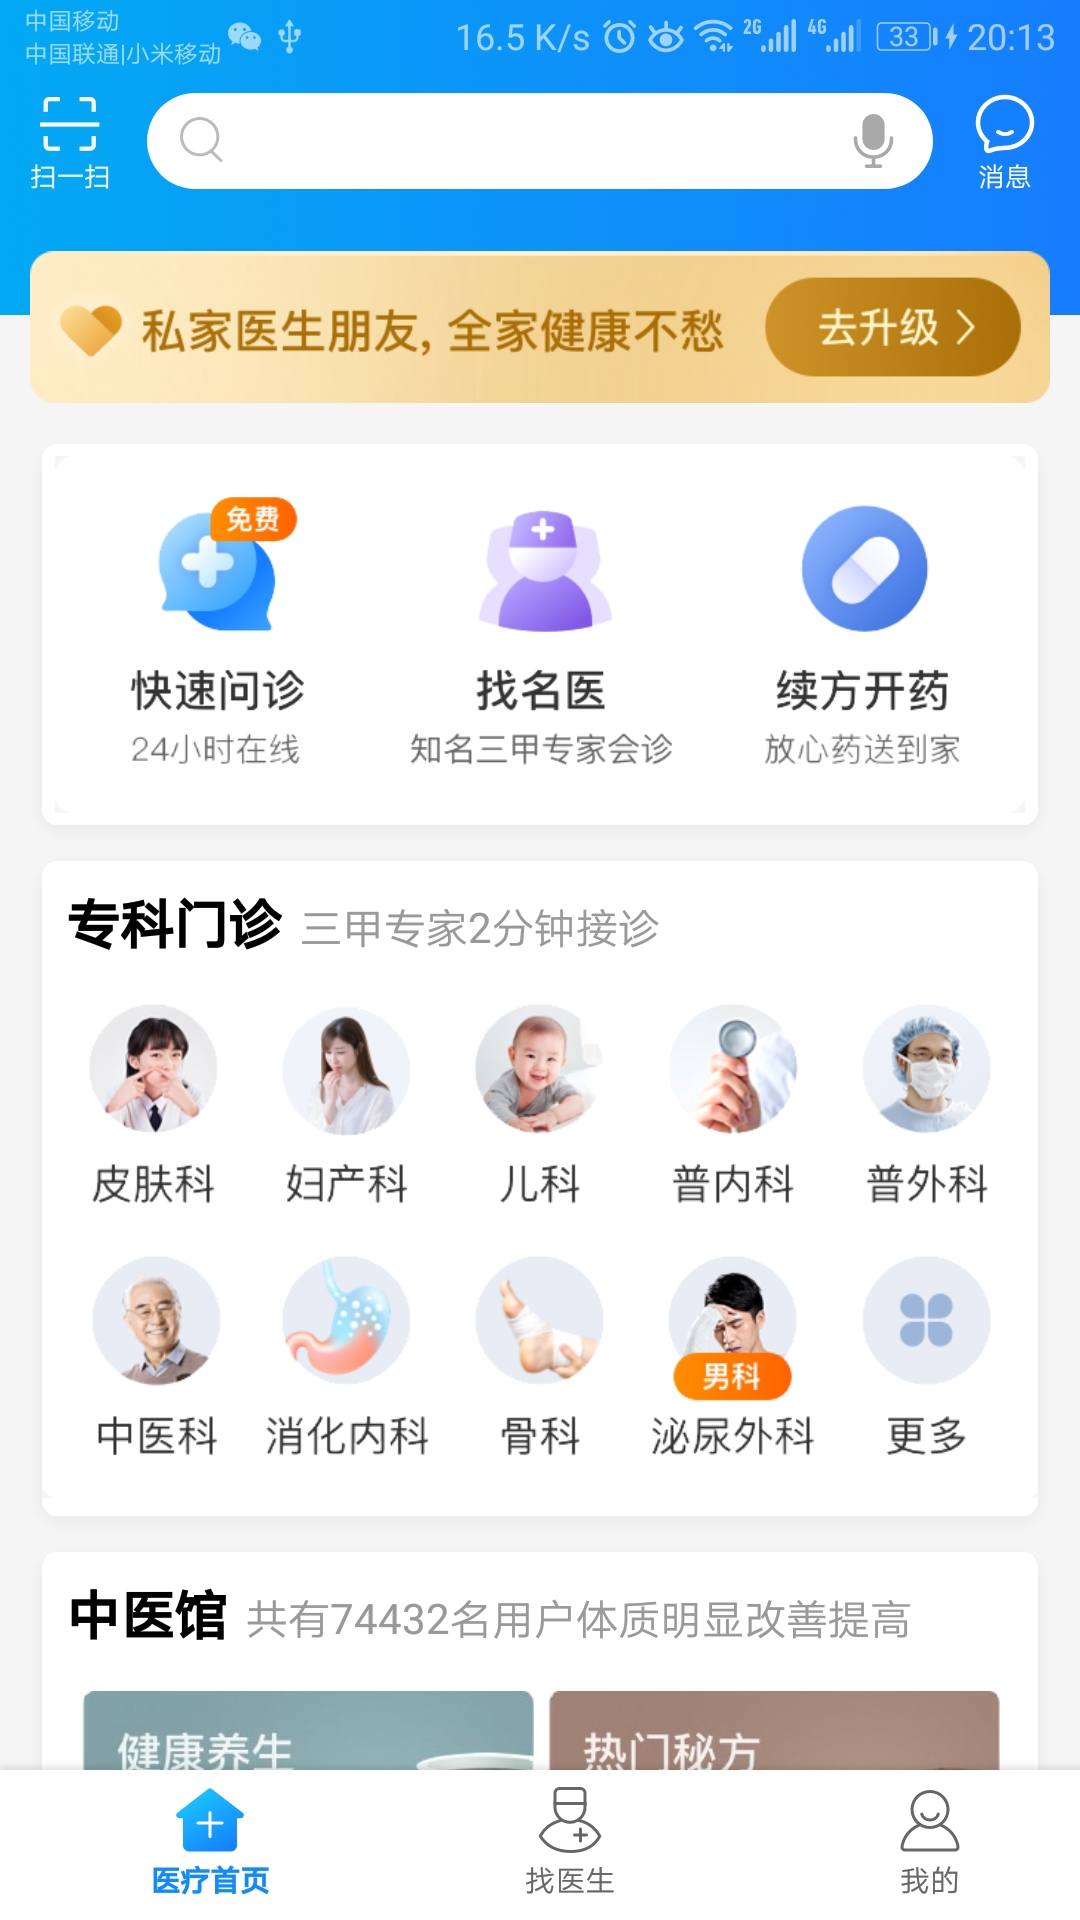 中国移动
中国联通|小米移动
16.5 K/s 2G 4G 33 20:13
扫一扫
消息
私家医生朋友, 全家健康不愁 去升级
免费
快速问诊 找名医 续方开药
24小时在线 知名三甲专家会诊 放心药送到家
专科门诊 三甲专家2分钟接诊
皮肤科 妇产科 儿科 普内科 普外科
男科
中医科 消化内科 骨科 泌尿外科 更多
中医馆 共有74432名用户体质明显改善提高
健康养生 热门秘方
医疗首页 找医生 我的